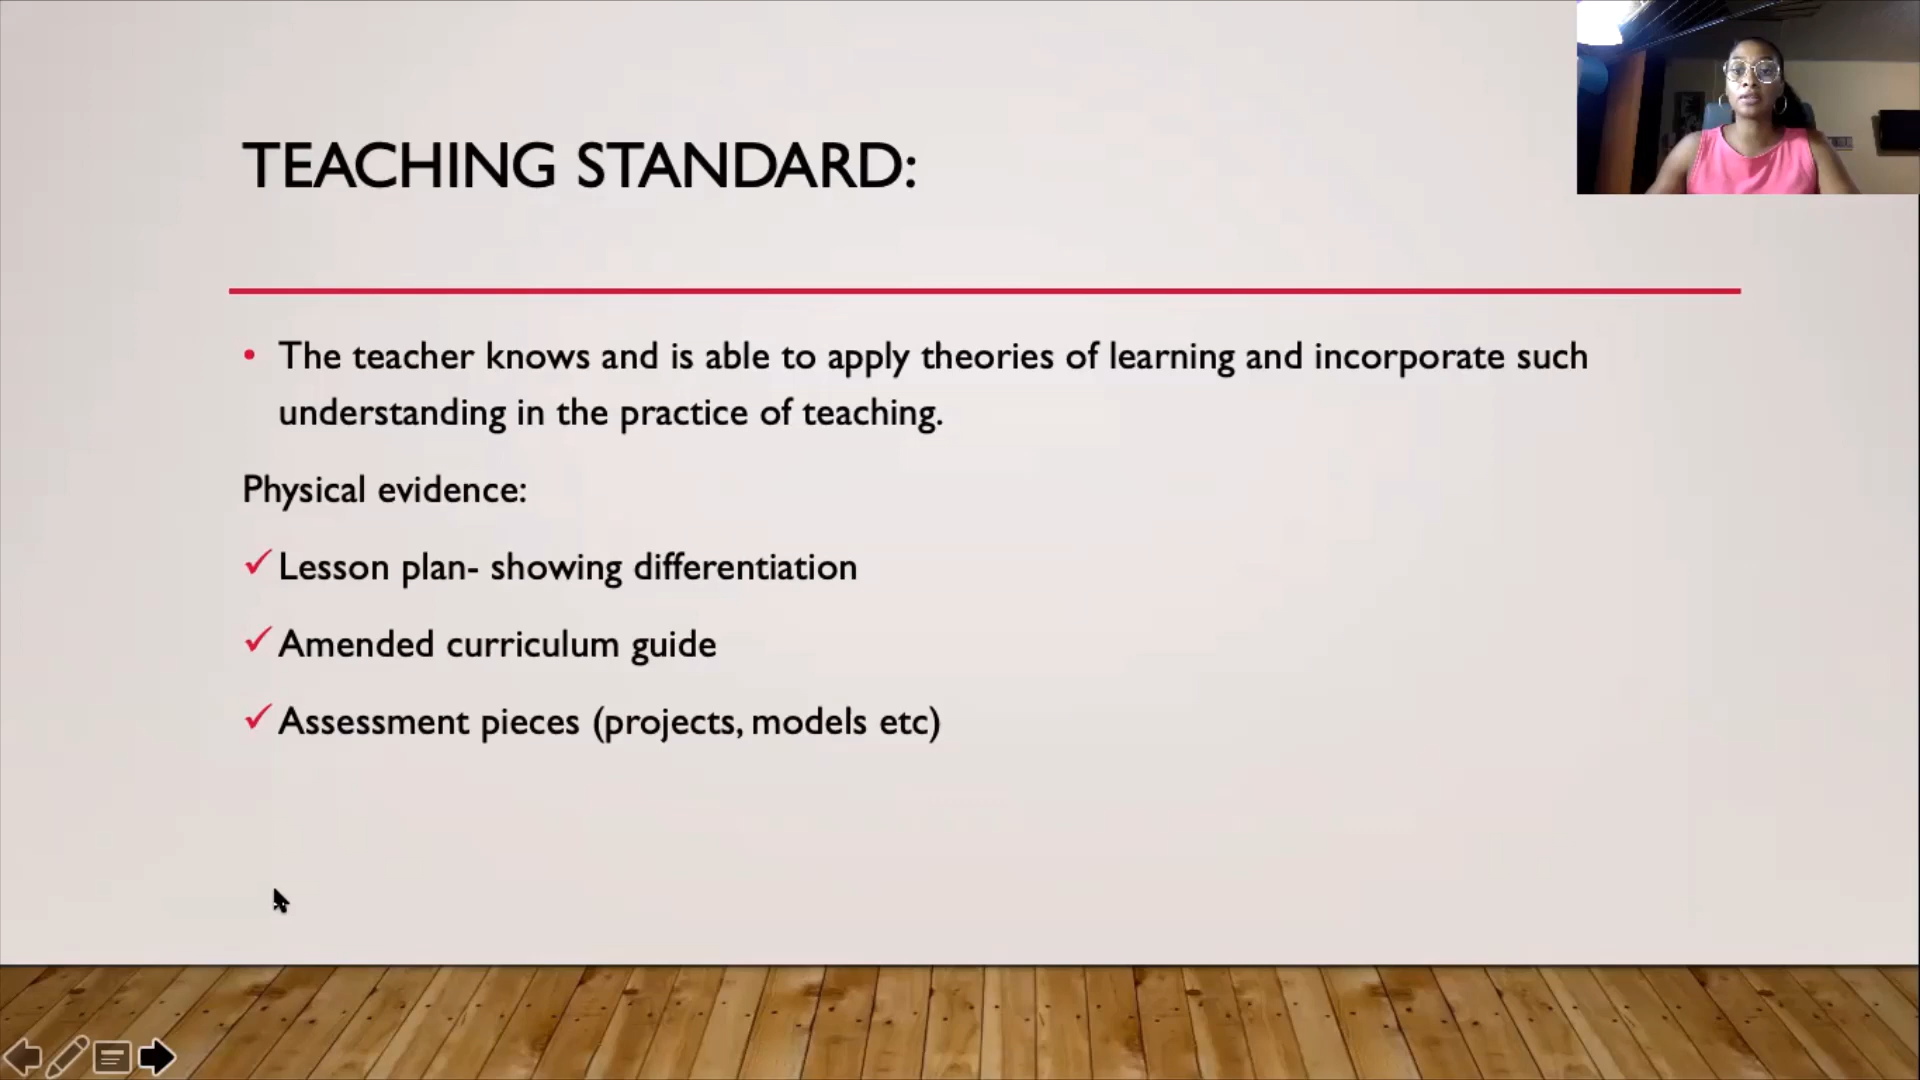 TEACHING STANDARD:
• The teacher knows and is able to apply theories of learning and incorporate such
understanding in the practice of teaching.
Physical evidence:
✓ Lesson plan- showing differentiation
✓ Amended curriculum guide
✓ Assessment pieces (projects, models etc)